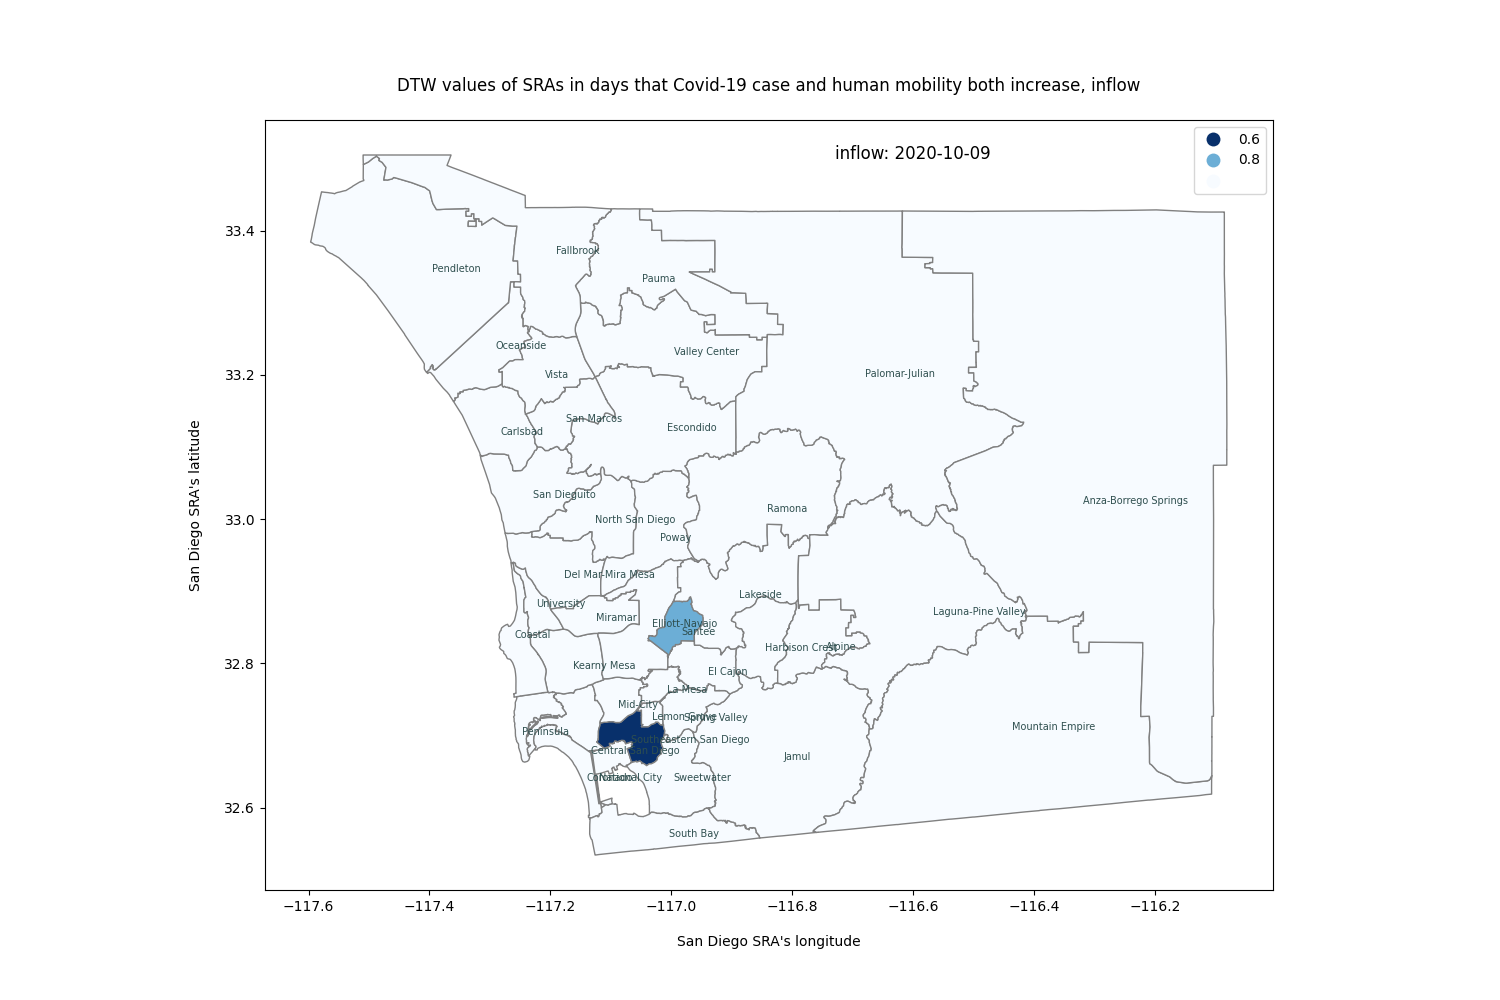 DTW values of SRAs in days that Covid-19 case and human mobility both increase, inflow
inflow: 2020-10-09
0.6
0.8
33.4
33.2
33.0
32.8
32.6
San Diego SRA's latitude
Fallbrook
Pendleton
Pauma
Oceanside
Valley Center
Vista
Palomar-Julian
San Marcos
Carlsbad
Escondido
San Dieguito
Anza-Borrego Springs
Ramona
North San Diego
Poway
Del Mar-Mira Mesa
Lakeside
University
Miramar
Laguna-Pine Valley
Elliott-Navajo
Santee
Coastal
Harbison Crest
Alpine
Kearny Mesa
El Cajon
La Mesa
Mid-City
Lemon Grove
Spring Valley
Mountain Empire
Peninsula
Southeastern San Diego
Central San Diego
Jamul
Coronado
National City
Sweetwater
South Bay
−117.6
−117.4
−117.2
−117.0
−116.8
−116.6
−116.4
−116.2
San Diego SRA's longitude